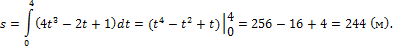 s = ∫₀⁴ (4t³ − 2t + 1)dt = (t⁴ − t² + t)|₀⁴ = 256 − 16 + 4 = 244 (м).